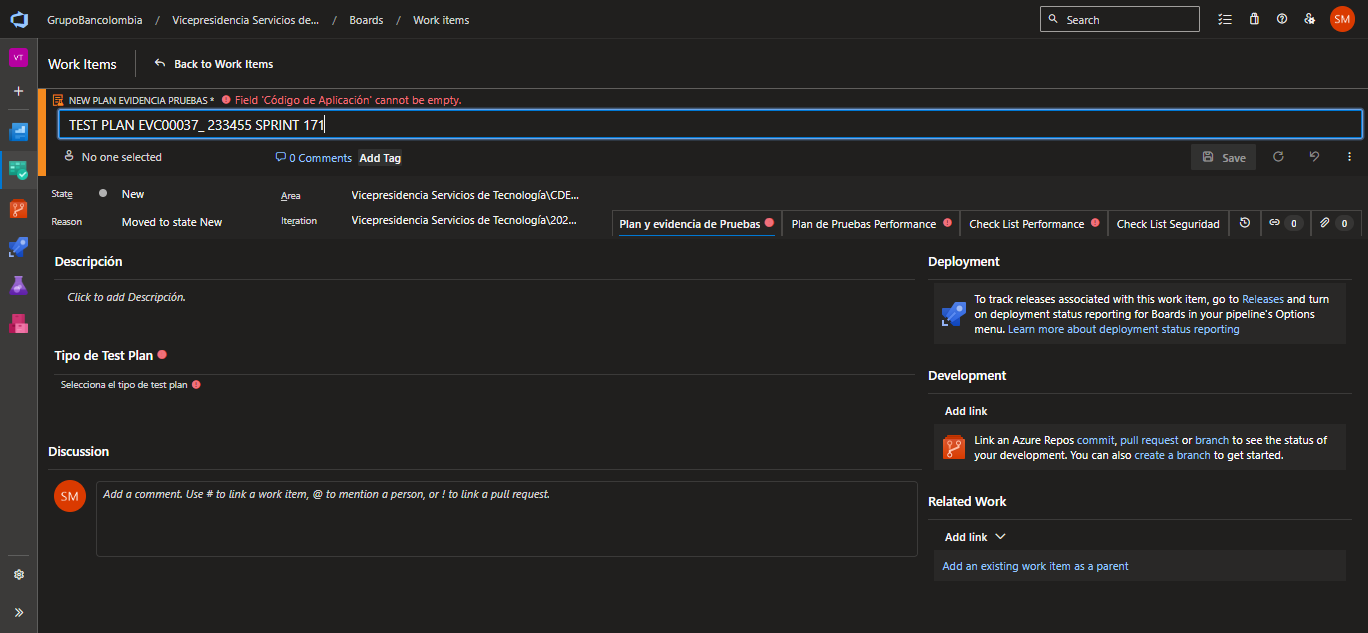 GrupoBancolombia / Vicepresidencia Servicios de... / Boards / Work items
Search
SM
VT
Work Items
Back to Work Items
NEW PLAN EVIDENCIA PRUEBAS * Field 'Código de Aplicación' cannot be empty.
TEST PLAN EVC00037_ 233455 SPRINT 171
No one selected
0 Comments
Add Tag
Save
State
New
Area
Vicepresidencia Servicios de Tecnología\CDE...
Reason
Moved to state New
Iteration
Vicepresidencia Servicios de Tecnología\202...
Plan y evidencia de Pruebas
Plan de Pruebas Performance
Check List Performance
Check List Seguridad
0
0
Descripción
Click to add Descripción.
Tipo de Test Plan
Selecciona el tipo de test plan
Discussion
SM
Add a comment. Use # to link a work item, @ to mention a person, or ! to link a pull request.
Deployment
To track releases associated with this work item, go to Releases and turn
on deployment status reporting for Boards in your pipeline's Options
menu. Learn more about deployment status reporting
Development
Add link
Link an Azure Repos commit, pull request or branch to see the status of
your development. You can also create a branch to get started.
Related Work
Add link
Add an existing work item as a parent